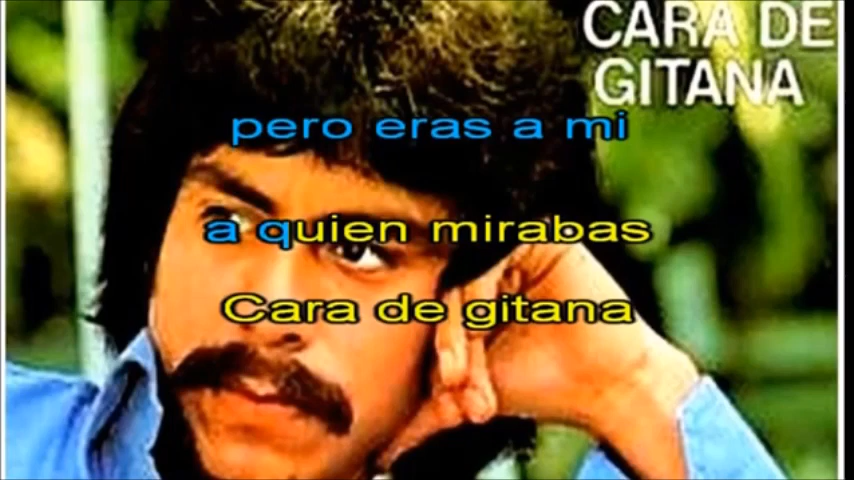 CARA DE
GITANA
pero eras a mi
a quien mirabas
Cara de gitana